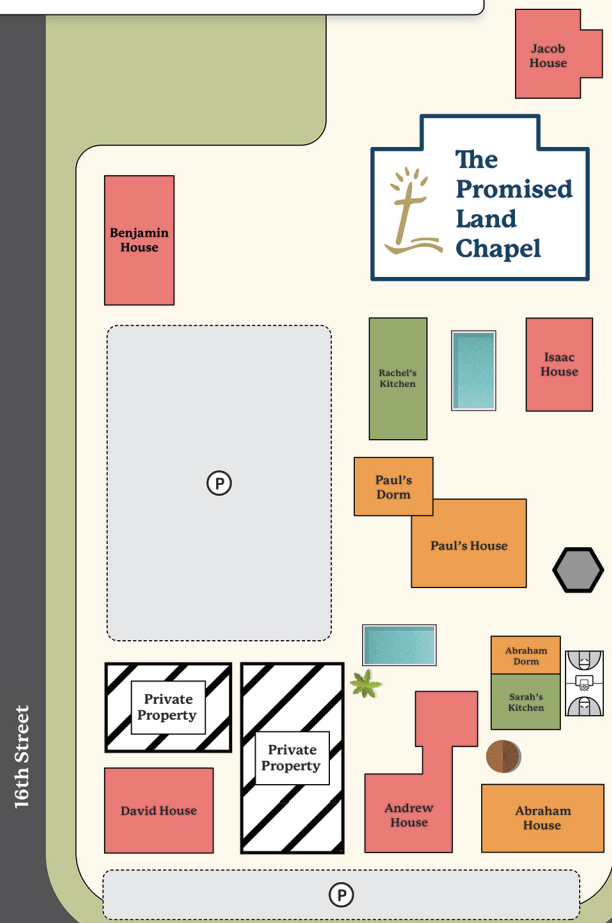 Jacob
House
The
Promised
Land
Chapel
Benjamin
House
Rachel's
Kitchen
Isaac
House
P
Paul's
Dorm
Paul's House
Abraham
Dorm
Sarah's
Kitchen
Private
Property
Private
Property
16th Street
David House
Andrew
House
Abraham
House
P